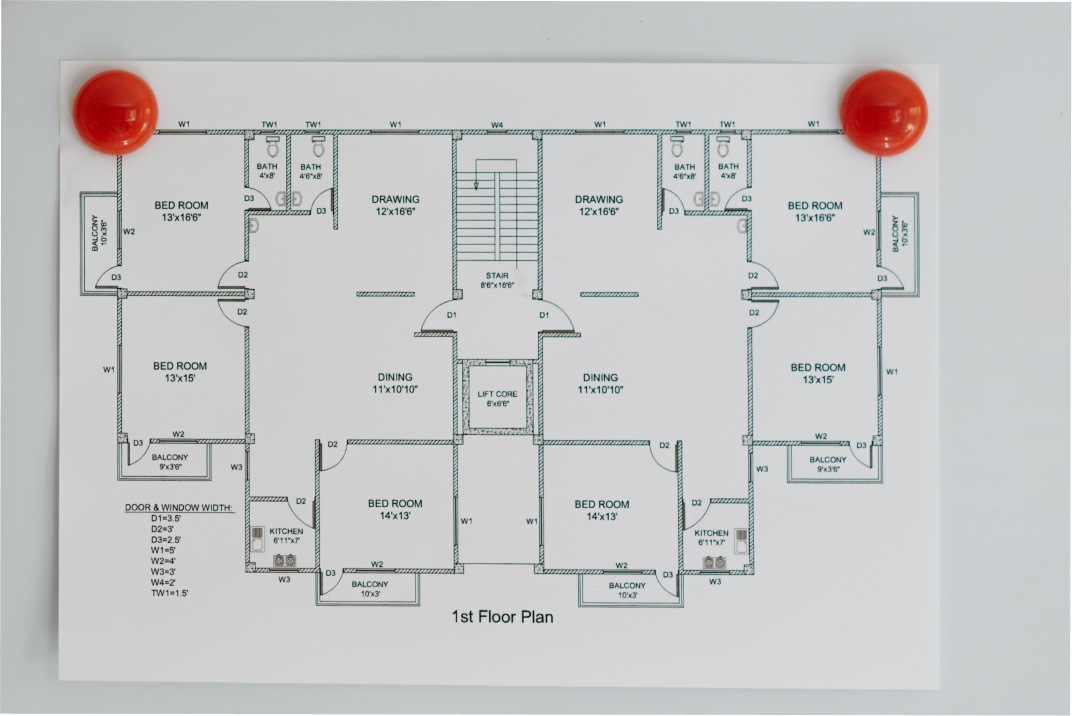 W1 TW1 TW1 W1 W4 W1 TW1 TW1 W1
BATH
4'x8'
BATH
4'6"x8'
BATH
4'6"x8'
BATH
4'x8'
BED ROOM
13'x16'6"
D3
D3
DRAWING
12'x16'6"
DRAWING
12'x16'6"
D3
D3
BED ROOM
13'x16'6"
BALCONY
10'x3'6"
W2
W2
BALCONY
10'x3'6"
D3
D2
STAIR
8'6"x16'6"
D2
D3
D2
D1
D1
D2
W1
BED ROOM
13'x15'
DINING
11'x10'10"
LIFT CORE
6'x6'6"
DINING
11'x10'10"
BED ROOM
13'x15'
W1
D3
W2
D2
D2
W2
D3
BALCONY
9'x3'6"
W3
W3
BALCONY
9'x3'6"
DOOR & WINDOW WIDTH:
D1=3.5'
D2=3'
D3=2.5'
W1=5'
W2=4'
W3=3'
W4=2'
TW1=1.5'
D2
BED ROOM
14'x13'
W1
W1
BED ROOM
14'x13'
D2
KITCHEN
6'11"x7'
KITCHEN
6'11"x7'
W3
D3
W2
W2
D3
W3
BALCONY
10'x3'
BALCONY
10'x3'
1st Floor Plan